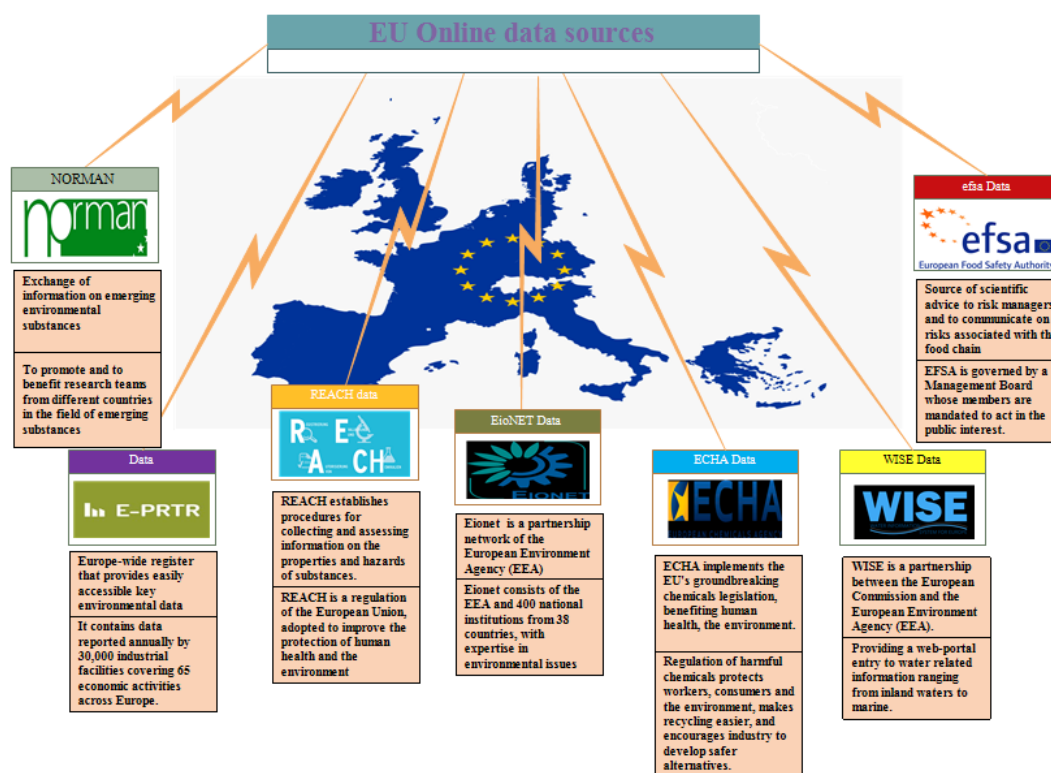 EU Online data sources
NORMAN
norman
Exchange of
information on emerging
environmental
substances
To promote and to
benefit research teams
from different countries
in the field of emerging
substances
Data
E-PRTR
Europe-wide register
that provides easily
accessible key
environmental data
It contains data
reported annually by
30,000 industrial
facilities covering 65
economic activities
across Europe.
REACH data
R E
A CH
REACH establishes
procedures for
collecting and assessing
information on the
properties and hazards
of substances.
REACH is a regulation
of the European Union,
adopted to improve the
protection of human
health and the
environment
EioNET Data
EIONET
Eionet is a partnership
network of the
European Environment
Agency (EEA)
Eionet consists of the
EEA and 400 national
institutions from 38
countries, with
expertise in
environmental issues
ECHA Data
ECHA
EUROPEAN CHEMICALS AGENCY
ECHA implements the
EU's groundbreaking
chemicals legislation,
benefiting human
health, the environment.
Regulation of harmful
chemicals protects
workers, consumers and
the environment, makes
recycling easier, and
encourages industry to
develop safer
alternatives.
WISE Data
WISE
WISE is a partnership
between the European
Commission and the
European Environment
Agency (EEA).
Providing a web-portal
entry to water related
information ranging
from inland waters to
marine.
efsa Data
efsa
European Food Safety Authority
Source of scientific
advice to risk managers
and to communicate on
risks associated with th
food chain
EFSA is governed by a
Management Board
whose members are
mandated to act in the
public interest.